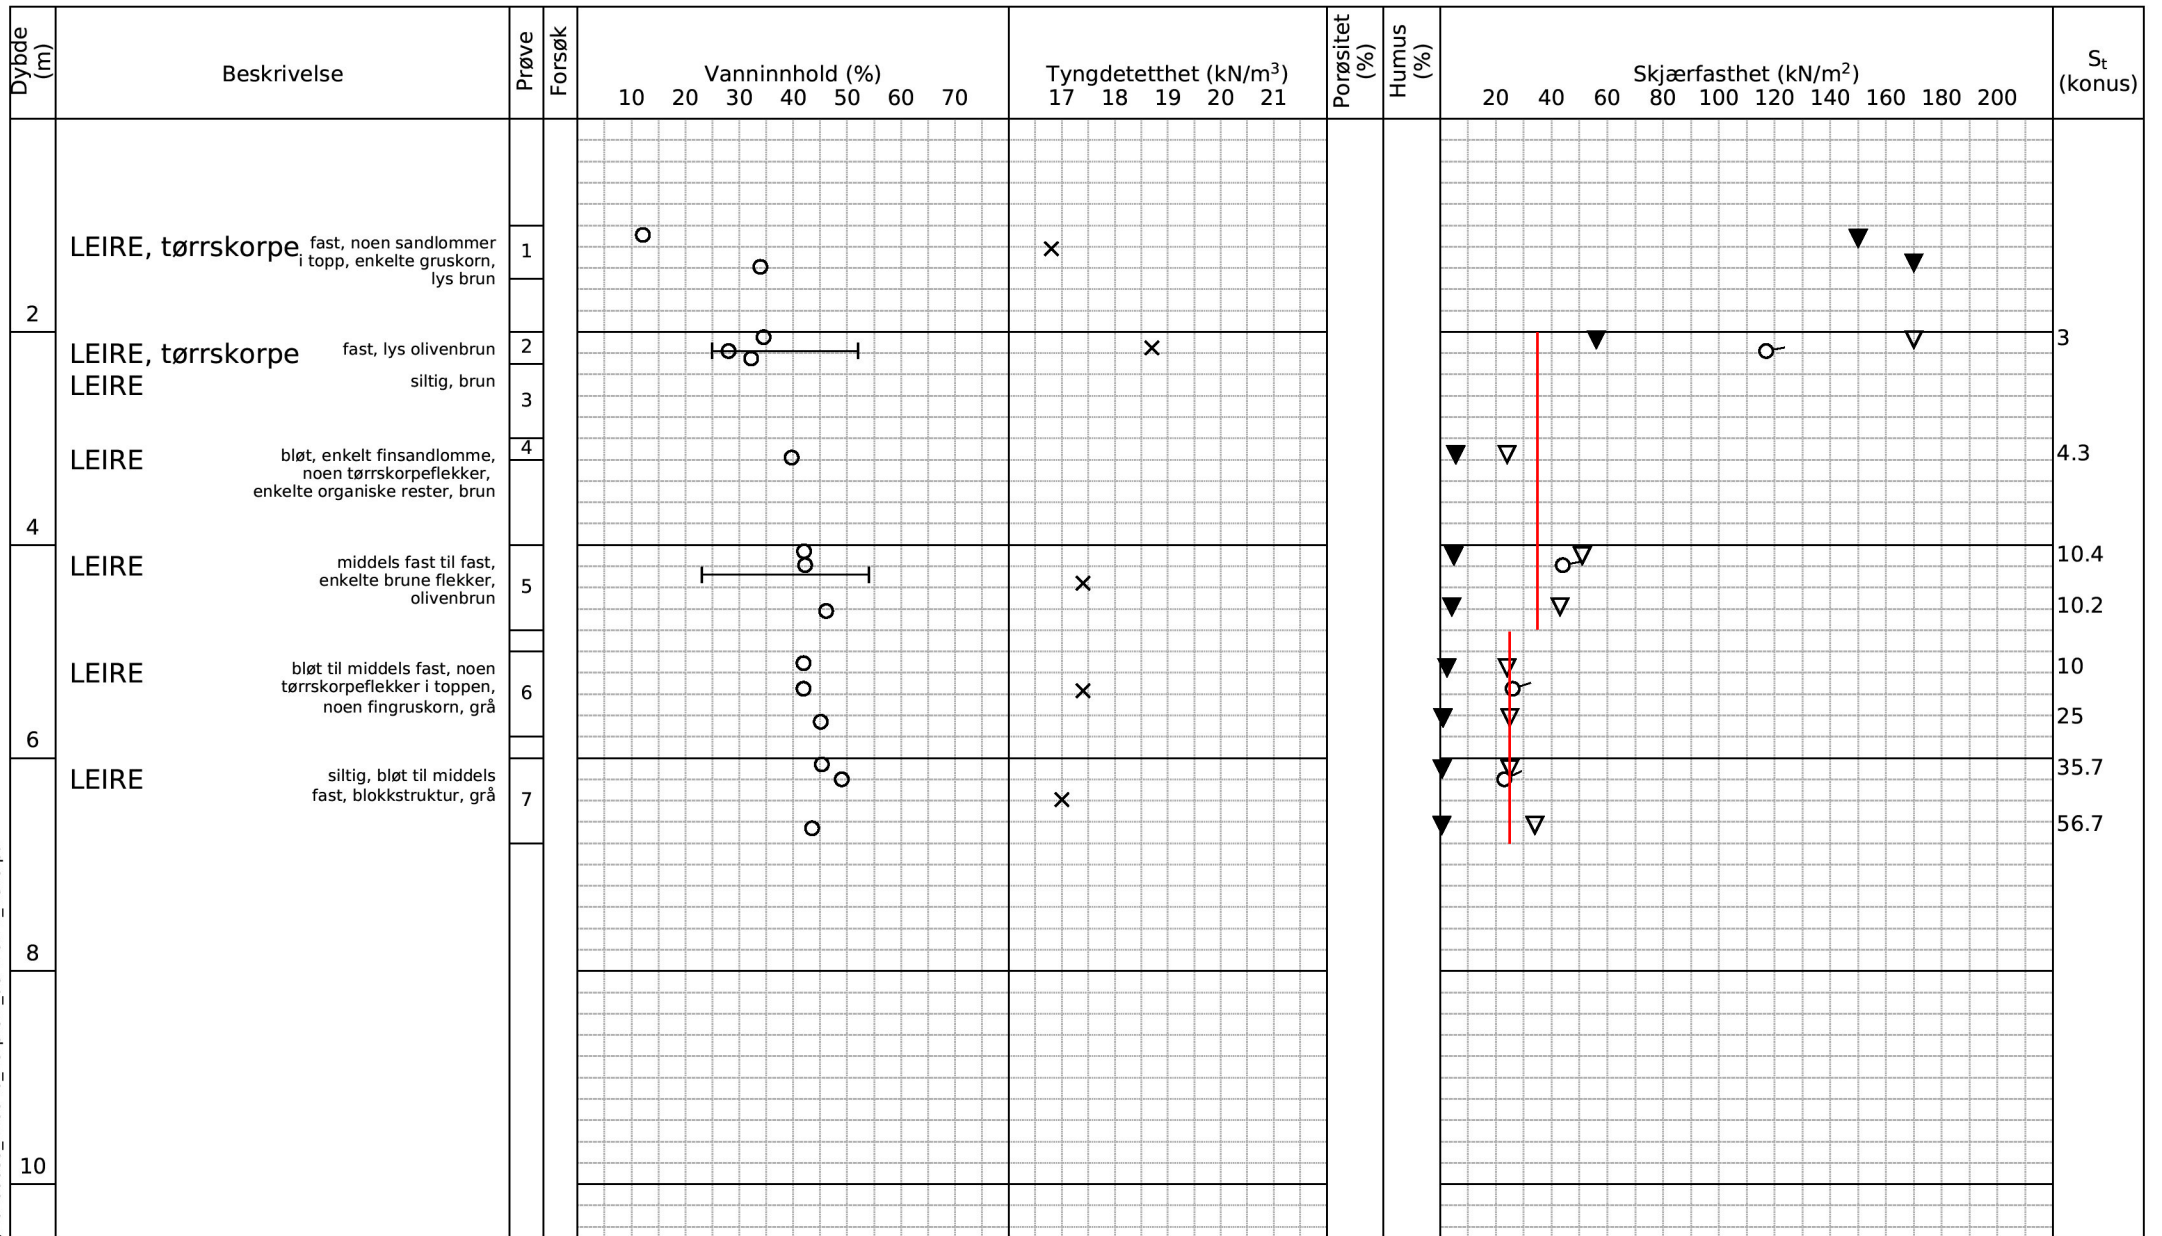 Dybde (m)
Beskrivelse
Prøve
Forsøk
Vanninnhold (%)
10 20 30 40 50 60 70
Tyngdetetthet (kN/m³)
17 18 19 20 21
Porøsitet (%)
Humus (%)
Skjærfasthet (kN/m²)
20 40 60 80 100 120 140 160 180 200
St
(konus)
LEIRE, tørrskorpe
fast, noen sandlommer
i topp, enkelte gruskorn,
lys brun
1
2
LEIRE, tørrskorpe
fast, lys olivenbrun
2
3
LEIRE
siltig, brun
3
LEIRE
bløt, enkelt finsandlomme,
noen tørrskorpeflekker,
enkelte organiske rester, brun
4
4.3
4
LEIRE
middels fast til fast,
enkelte brune flekker,
olivenbrun
5
10.4
10.2
LEIRE
bløt til middels fast, noen
tørrskorpeflekker i toppen,
noen fingruskorn, grå
6
10
25
6
LEIRE
siltig, bløt til middels
fast, blokkstruktur, grå
7
35.7
56.7
8
10